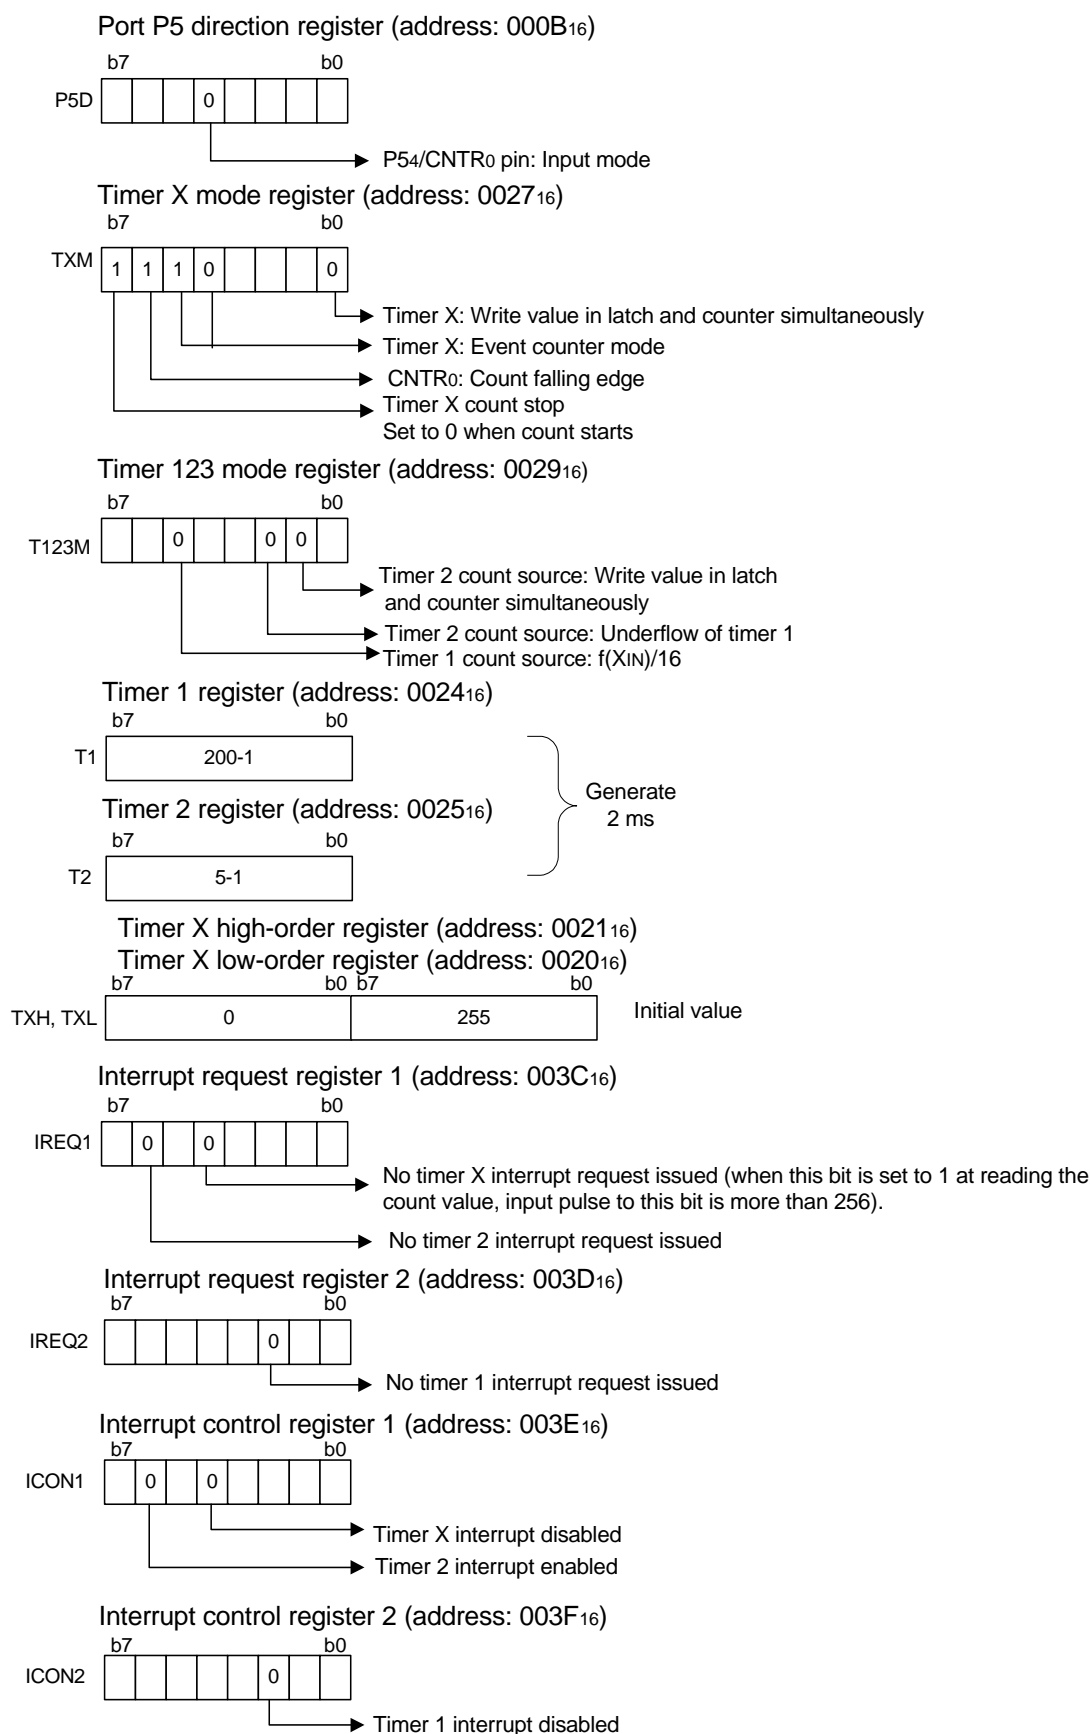 Port P5 direction register (address: 000B16)
b7 b0
P5D 0
P54/CNTR0 pin: Input mode
Timer X mode register (address: 002716)
b7 b0
TXM 1 1 1 0 0
Timer X: Write value in latch and counter simultaneously
Timer X: Event counter mode
CNTR0: Count falling edge
Timer X count stop
Set to 0 when count starts
Timer 123 mode register (address: 002916)
b7 b0
T123M 0 0 0
Timer 2 count source: Write value in latch
and counter simultaneously
Timer 2 count source: Underflow of timer 1
Timer 1 count source: f(XIN)/16
Timer 1 register (address: 002416)
b7 b0
T1 200-1
Generate
2 ms
Timer 2 register (address: 002516)
b7 b0
T2 5-1
Timer X high-order register (address: 002116)
Timer X low-order register (address: 002016)
b7 b0 b7 b0
TXH, TXL 0 255 Initial value
Interrupt request register 1 (address: 003C16)
b7 b0
IREQ1 0 0
No timer X interrupt request issued (when this bit is set to 1 at reading the
count value, input pulse to this bit is more than 256).
No timer 2 interrupt request issued
Interrupt request register 2 (address: 003D16)
b7 b0
IREQ2 0
No timer 1 interrupt request issued
Interrupt control register 1 (address: 003E16)
b7 b0
ICON1 0 0
Timer X interrupt disabled
Timer 2 interrupt enabled
Interrupt control register 2 (address: 003F16)
b7 b0
ICON2 0
Timer 1 interrupt disabled